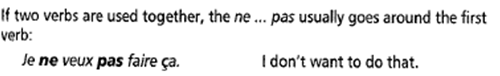 If two verbs are used together, the ne ... pas usually goes around the first
verb:
Je ne veux pas faire ça. I don't want to do that.